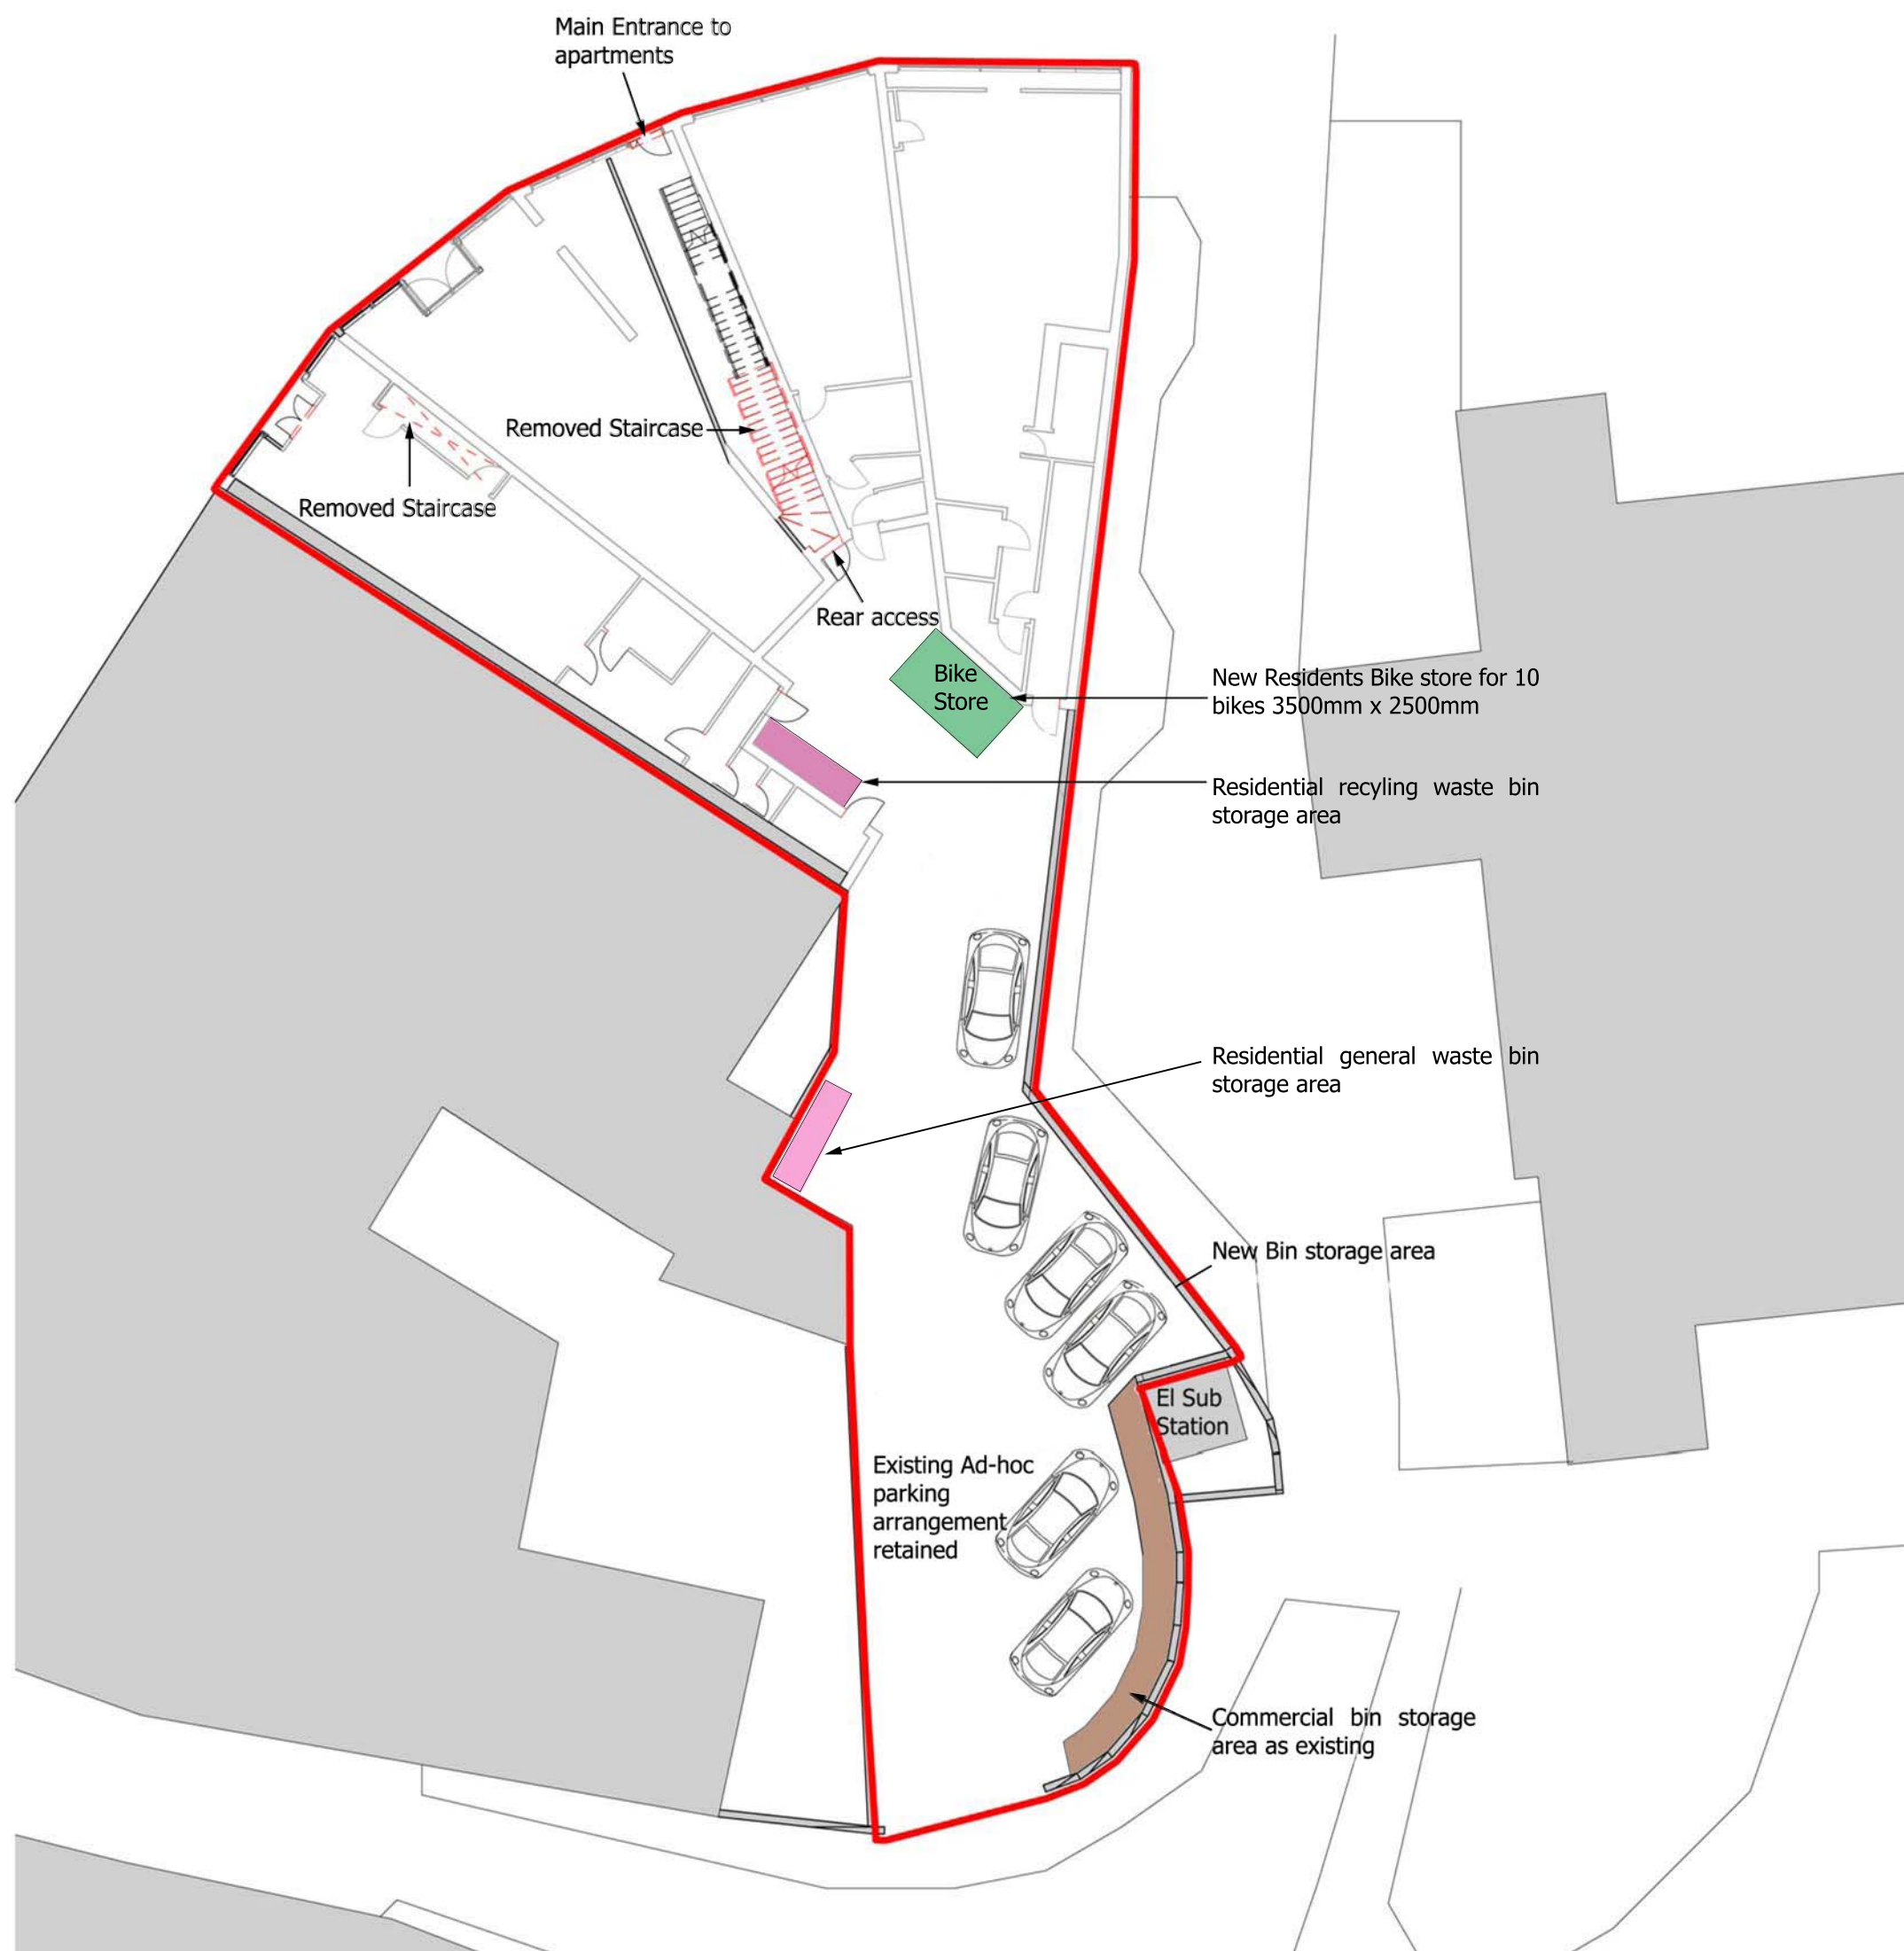 Main Entrance to
apartments
Removed Staircase
Removed Staircase
Rear access
Bike
Store
New Residents Bike store for 10
bikes 3500mm x 2500mm
Residential recyling waste bin
storage area
Residential general waste bin
storage area
New Bin storage area
El Sub
Station
Existing Ad-hoc
parking
arrangement
retained
Commercial bin storage
area as existing